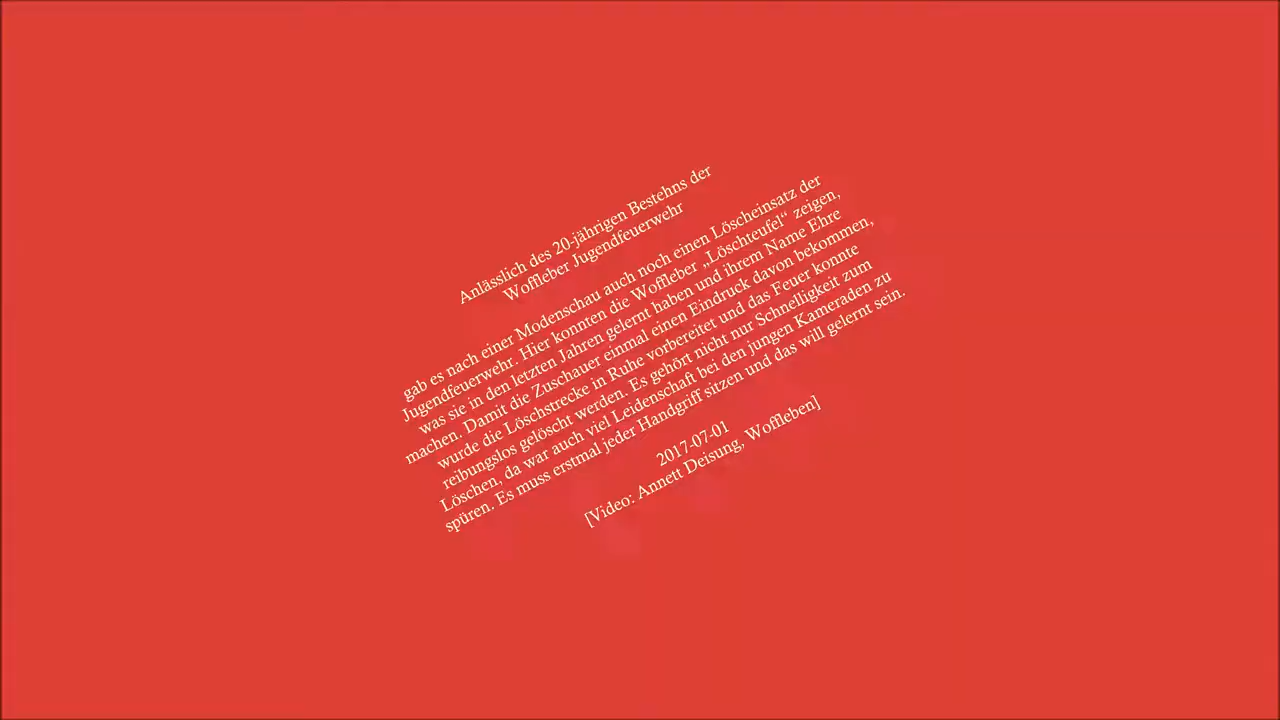 Anlässlich des 20-jährigen Bestehns der
Woffleber Jugendfeuerwehr
gab es nach einer Modenschau auch noch einen Löscheinsatz der
Jugendfeuerwehr. Hier konnten die Woffleber „Löschteufel“ zeigen,
was sie in den letzten Jahren gelernt haben und ihrem Name Ehre
machen. Damit die Zuschauer einmal einen Eindruck davon bekommen,
wurde die Löschstrecke in Ruhe vorbereitet und das Feuer konnte
reibungslos gelöscht werden. Es gehört nicht nur Schnelligkeit zum
Löschen, da war auch viel Leidenschaft bei den jungen Kameraden zu
spüren. Es muss erstmal jeder Handgriff sitzen und das will gelernt sein.
2017-07-01
[Video: Annett Deisung, Woffleben]